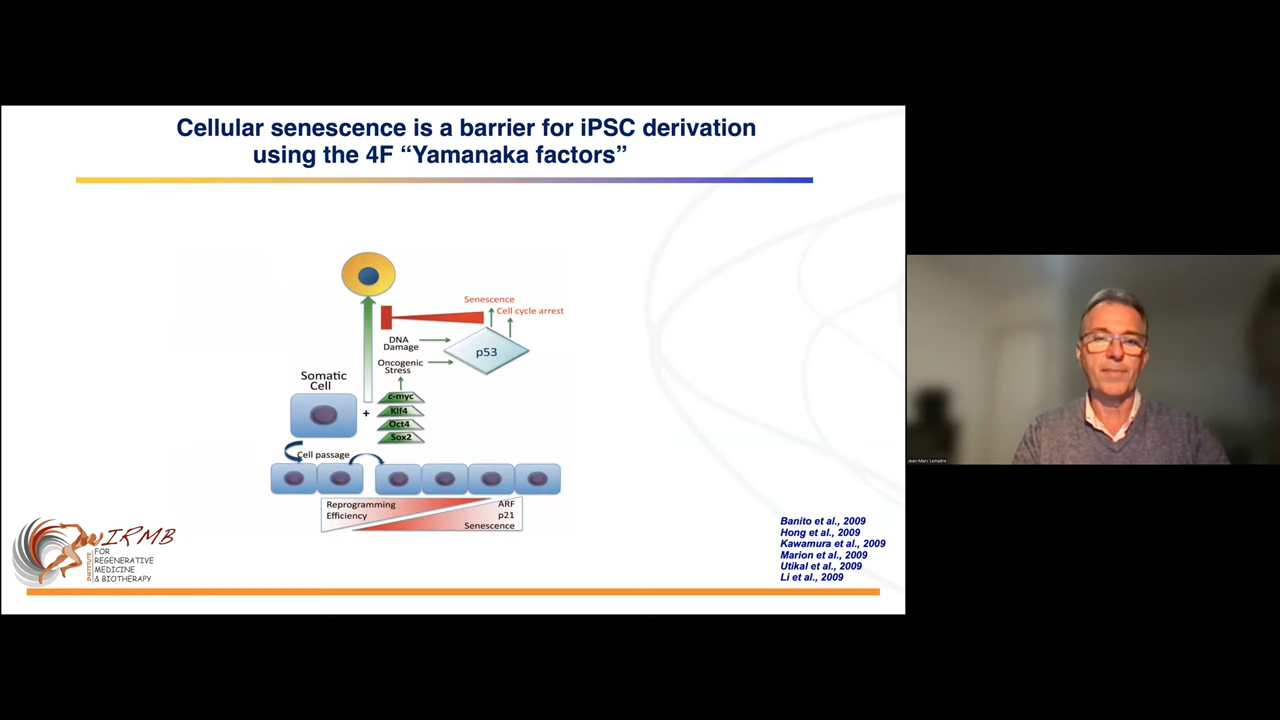 Cellular senescence is a barrier for iPSC derivation
using the 4F “Yamanaka factors”
Senescence
Cell cycle arrest
DNA
Damage
p53
Oncogenic
Stress
Somatic
Cell
+
c-myc
Klf4
Oct4
Sox2
Cell passage
Reprogramming
Efficiency
ARF
p21
Senescence
IRMB
INSTITUTE
FOR
REGENERATIVE
MEDICINE
& BIOTHERAPY
Banito et al., 2009
Hong et al., 2009
Kawamura et al., 2009
Marion et al., 2009
Utikal et al., 2009
Li et al., 2009
Jean-Marc Lemaitre